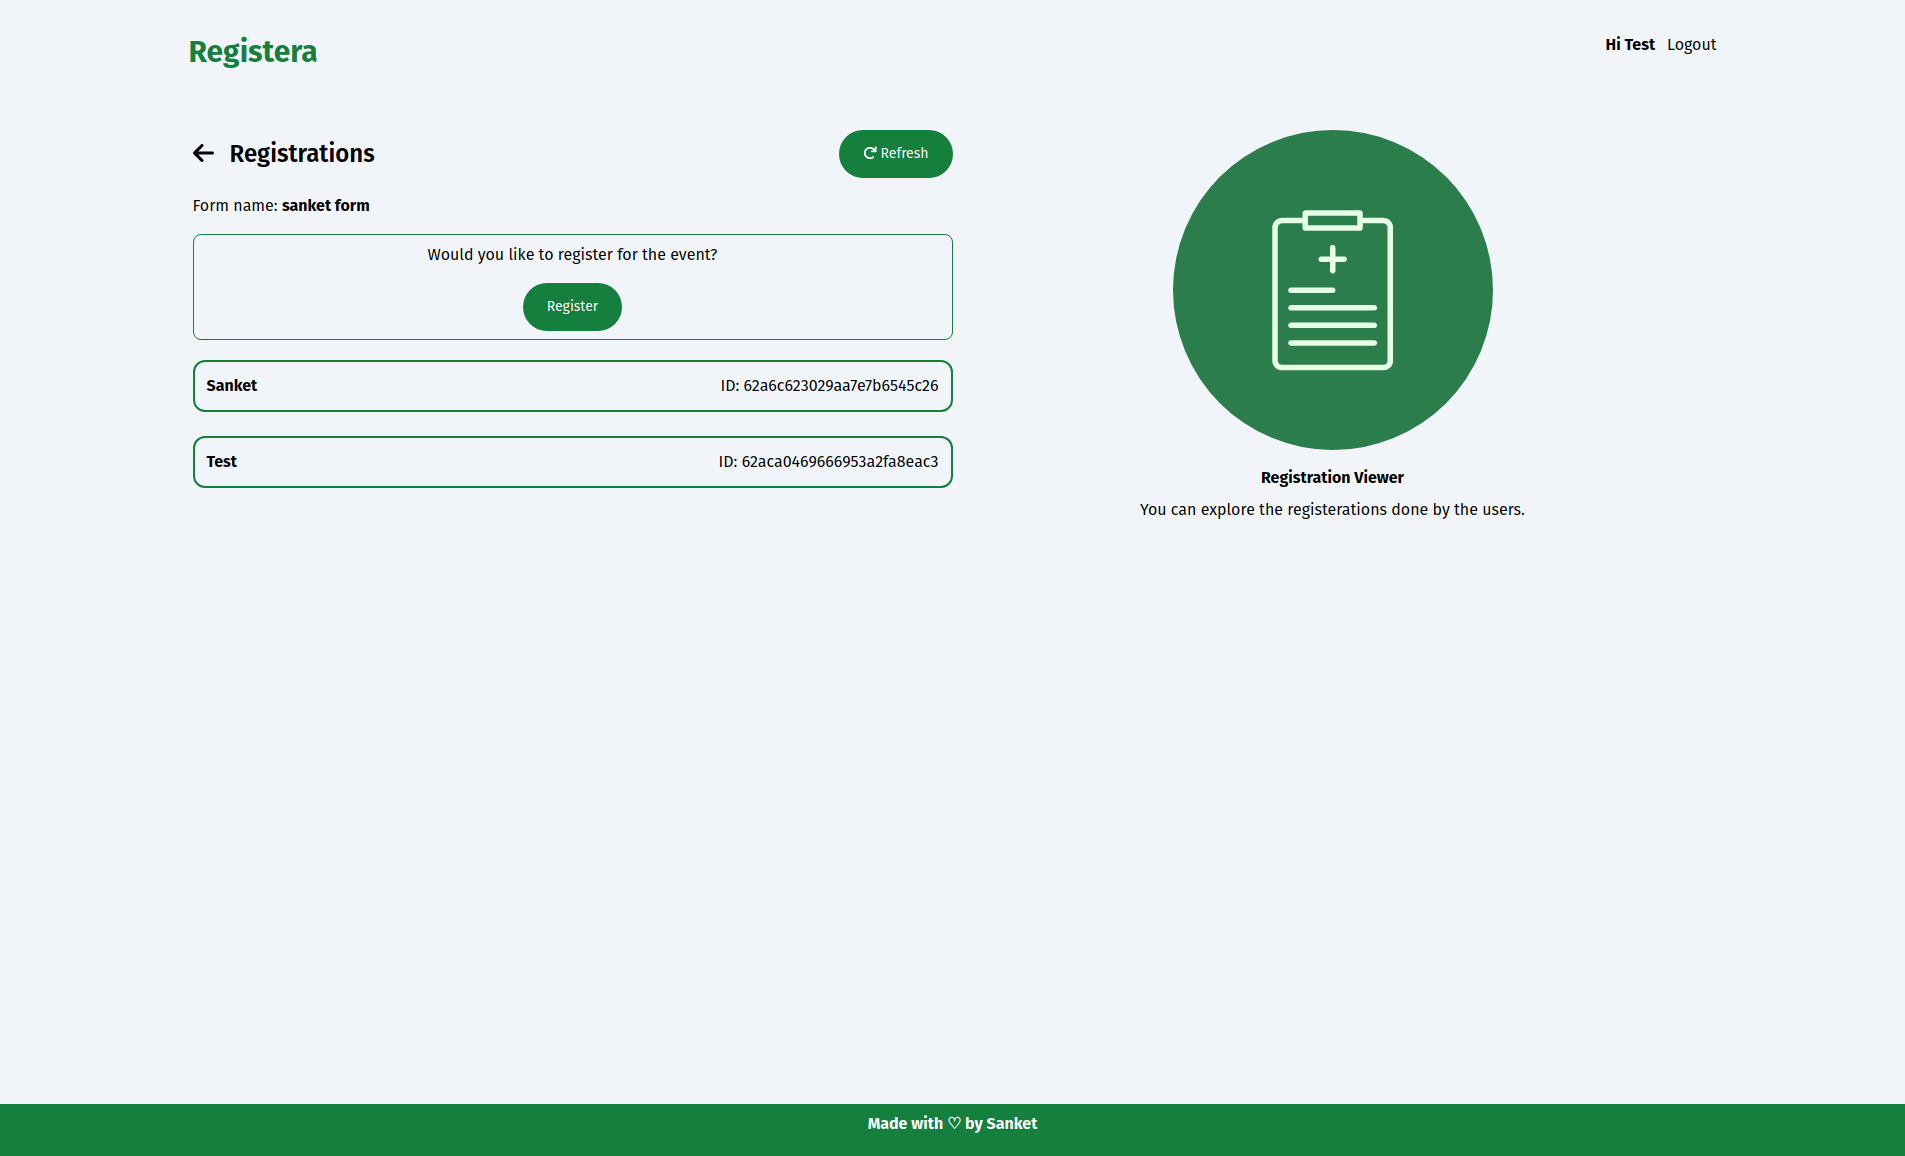 Registera
Hi Test Logout
Registrations
Refresh
Form name: sanket form
Would you like to register for the event?
Register
Sanket ID: 62a6c623029aa7e7b6545c26
Test ID: 62aca0469666953a2fa8eac3
Registration Viewer
You can explore the registerations done by the users.
Made with ♡ by Sanket